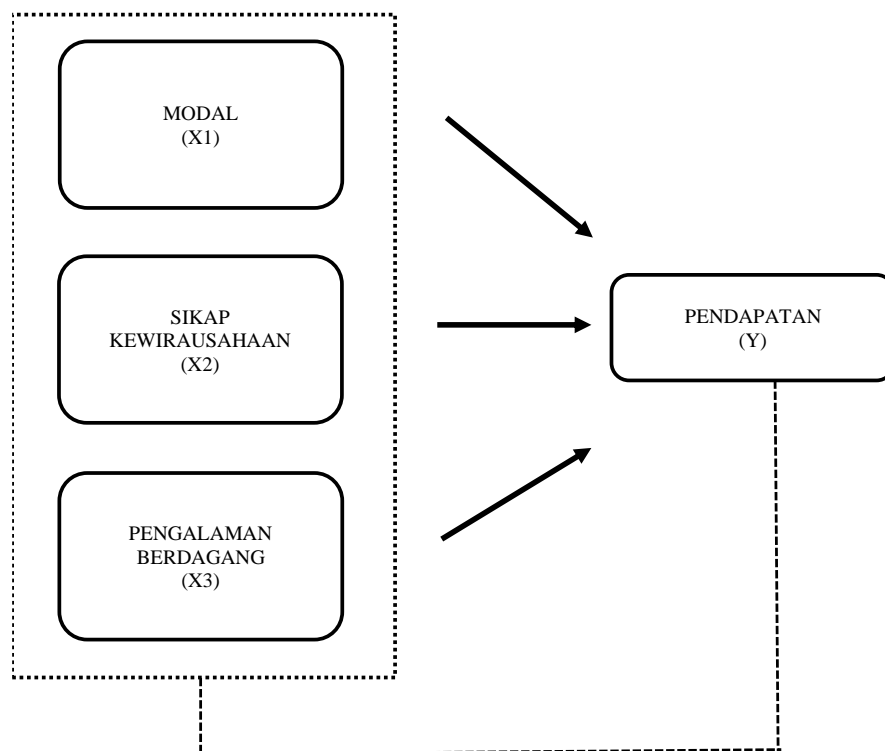 MODAL
(X1)
SIKAP
KEWIRAUSAHAAN
(X2)
PENDAPATAN
(Y)
PENGALAMAN
BERDAGANG
(X3)